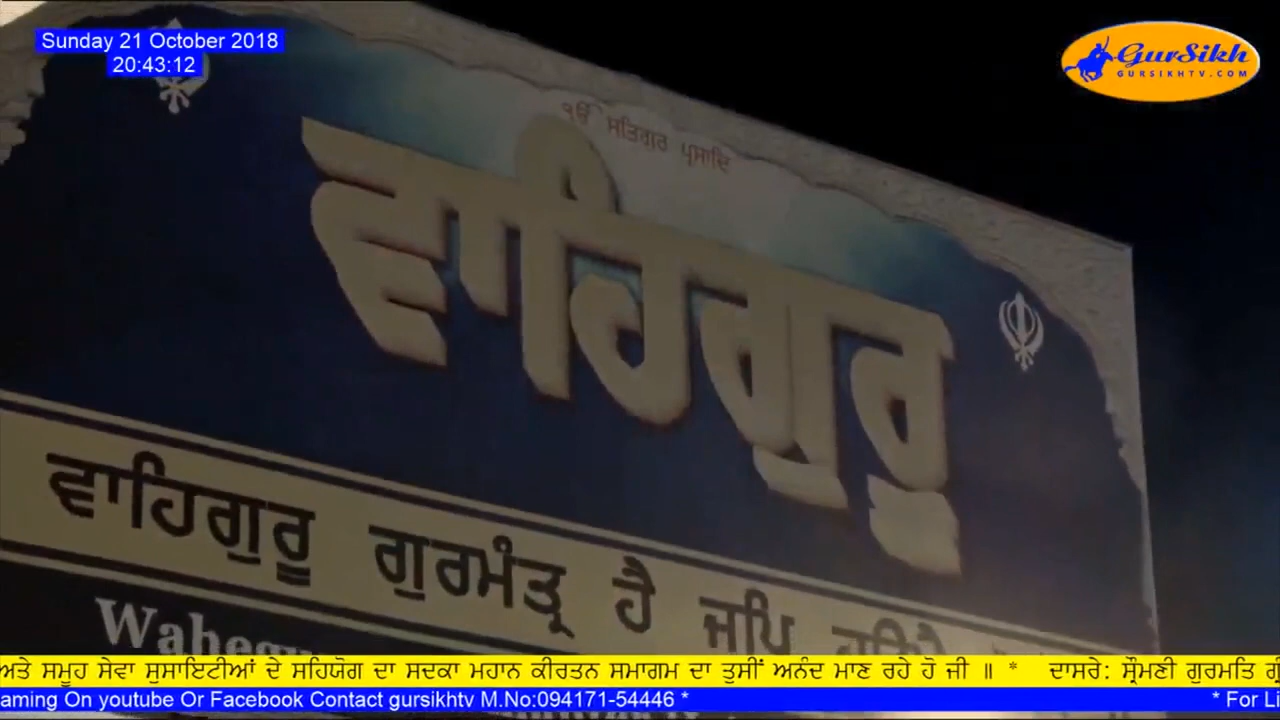 Sunday 21 October 2018
20:43:12
GurSikh
GURSIKHTV.COM
ੴ ਸਤਿਗੁਰ ਪ੍ਰਸਾਦਿ
ਵਾਹਿਗੁਰੂ
ਵਾਹਿਗੁਰੂ ਗੁਰਮੰਤ੍ਰ ਹੈ ਜਪਿ
ਅਤੇ ਸਮੂਹ ਸੇਵਾ ਸੁਸਾਇਟੀਆਂ ਦੇ ਸਹਿਯੋਗ ਦਾ ਸਦਕਾ ਮਹਾਨ ਕੀਰਤਨ ਸਮਾਗਮ ਦਾ ਤੁਸੀਂ ਅਨੰਦ ਮਾਣ ਰਹੇ ਹੋ ਜੀ ॥ * ਦਾਸਰੇ: ਸ਼੍ਰੌਮਣੀ ਗੁਰਮਤਿ
aming On youtube Or Facebook Contact gursikhtv M.No:094171-54446 * * For Li